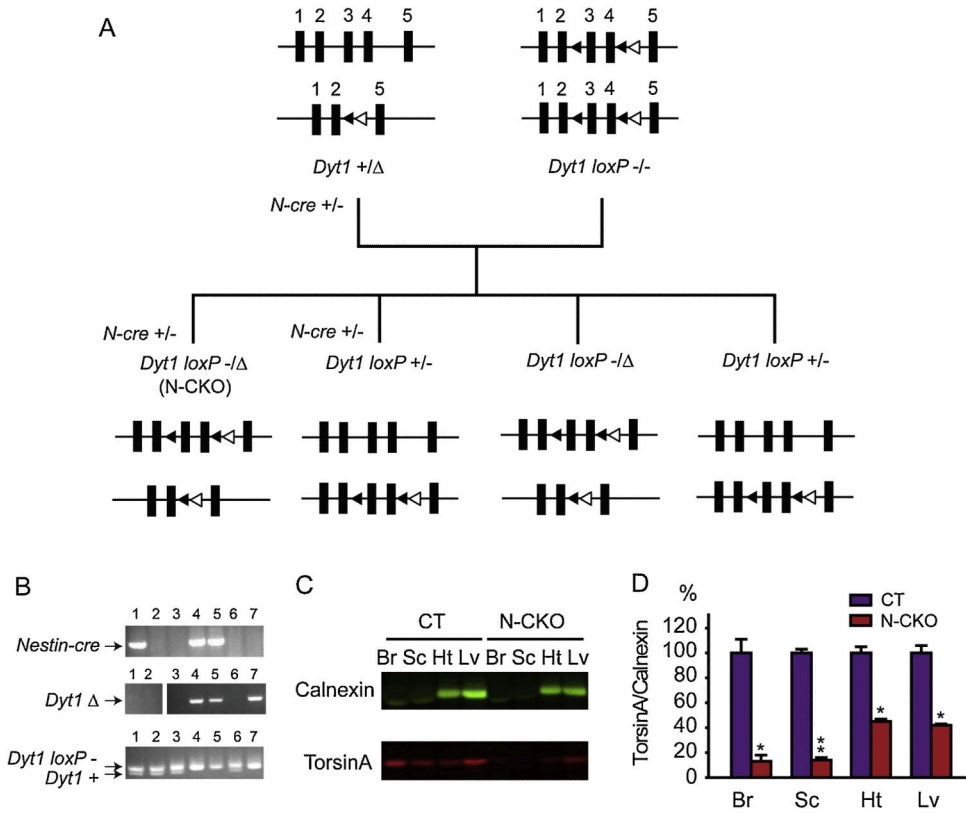 A
1 2 3 4 5
1 2 3 4 5
1 2 5
1 2 3 4 5
Dyt1 +/Δ
Dyt1 loxP -/-
N-cre +/-
N-cre +/-
N-cre +/-
Dyt1 loxP -/Δ
(N-CKO)
Dyt1 loxP +/-
Dyt1 loxP -/Δ
Dyt1 loxP +/-
B
1 2 3 4 5 6 7
Nestin-cre
1 2 3 4 5 6 7
Dyt1 Δ
1 2 3 4 5 6 7
Dyt1 loxP -
Dyt1 +
C
CT N-CKO
Br Sc Ht Lv Br Sc Ht Lv
Calnexin
TorsinA
D
%
CT
N-CKO
TorsinA/Calnexin
120
100
80
60
40
20
0
*
**
*
*
Br Sc Ht Lv